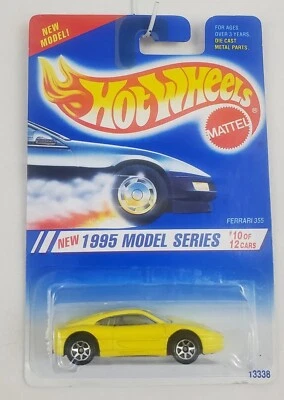 NEW
MODEL!
FOR AGES
OVER 3 YEARS.
DIE CAST
METAL PARTS.
HOT WHEELS®
MATTEL
FERRARI 355
NEW 1995 MODEL SERIES #10 OF
12 CARS
13338